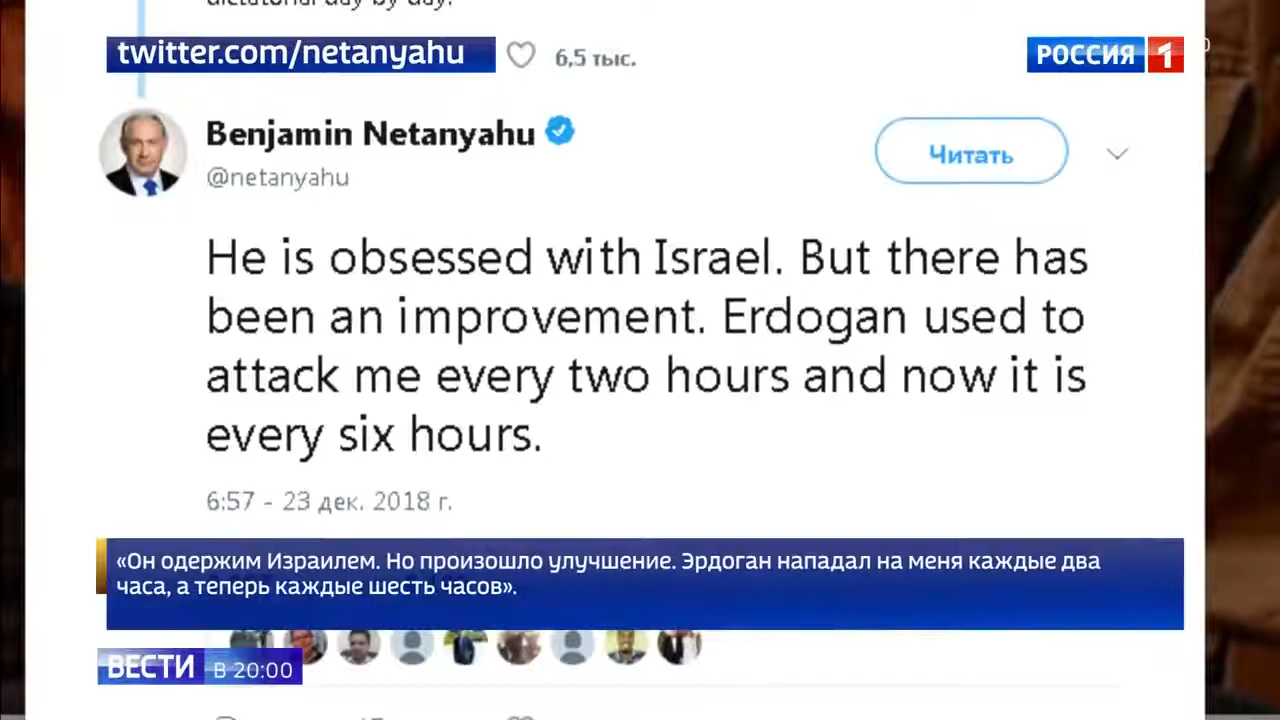 twitter.com/netanyahu
6,5 тыс.
РОССИЯ 1
Benjamin Netanyahu
@netanyahu
Читать
He is obsessed with Israel. But there has
been an improvement. Erdogan used to
attack me every two hours and now it is
every six hours.
6:57 - 23 дек. 2018 г.
«Он одержим Израилем. Но произошло улучшение. Эрдоган нападал на меня каждые два
часа, а теперь каждые шесть часов».
ВЕСТИ В 20:00